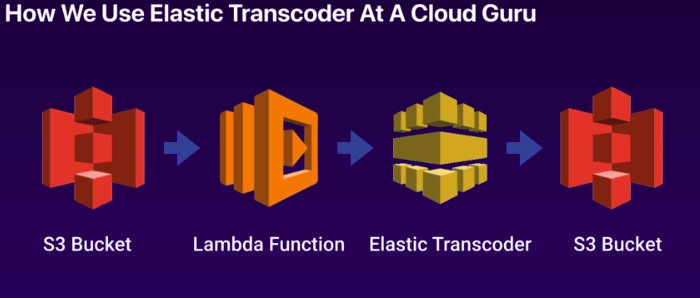 How We Use Elastic Transcoder At A Cloud Guru
S3 Bucket
Lambda Function
Elastic Transcoder
S3 Bucket